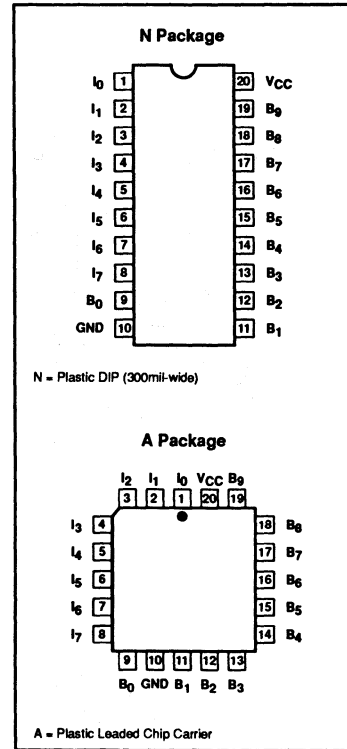 N Package
I0 1 20 VCC
I1 2 19 B9
I2 3 18 B8
I3 4 17 B7
I4 5 16 B6
I5 6 15 B5
I6 7 14 B4
I7 8 13 B3
B0 9 12 B2
GND 10 11 B1
N = Plastic DIP (300mil-wide)
A Package
I2 I1 I0 VCC B9
3 2 1 20 19
I3 4 18 B8
I4 5 17 B7
I5 6 16 B6
I6 7 15 B5
I7 8 14 B4
9 10 11 12 13
B0 GND B1 B2 B3
A = Plastic Leaded Chip Carrier